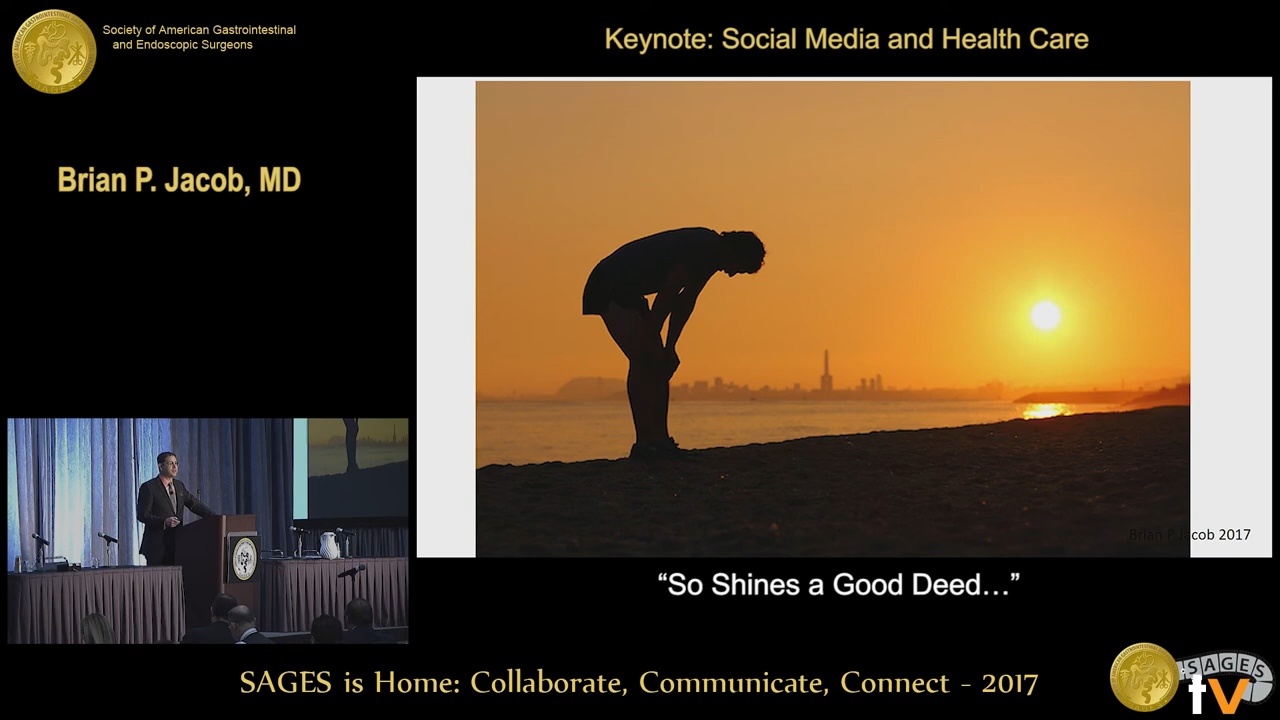 Society of American Gastrointestinal
and Endoscopic Surgeons
Keynote: Social Media and Health Care
Brian P. Jacob, MD
Brian P Jacob 2017
“So Shines a Good Deed…”
SAGES is Home: Collaborate, Communicate, Connect - 2017
SAGES
tv